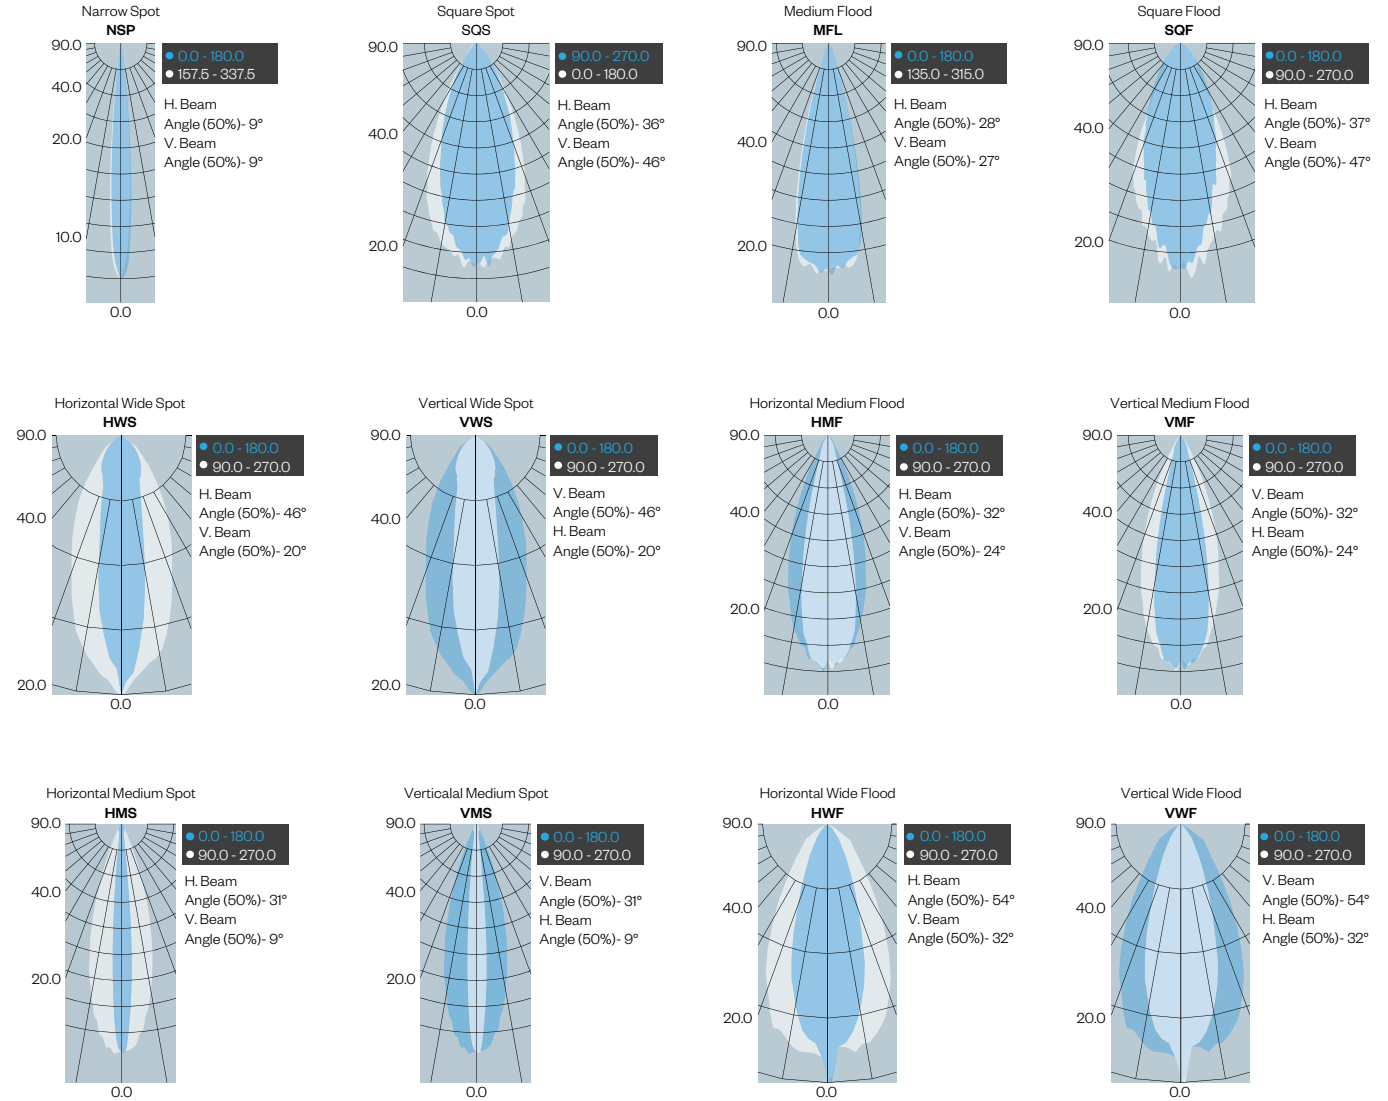 Narrow Spot
NSP
90.0
40.0
20.0
10.0
0.0
0.0 - 180.0
157.5 - 337.5
H. Beam
Angle (50%)- 9°
V. Beam
Angle (50%)- 9°
Square Spot
SQS
90.0
40.0
20.0
0.0
90.0 - 270.0
0.0 - 180.0
H. Beam
Angle (50%)- 36°
V. Beam
Angle (50%)- 46°
Medium Flood
MFL
90.0
40.0
20.0
0.0
0.0 - 180.0
135.0 - 315.0
H. Beam
Angle (50%)- 28°
V. Beam
Angle (50%)- 27°
Square Flood
SQF
90.0
40.0
20.0
0.0
0.0 - 180.0
90.0 - 270.0
H. Beam
Angle (50%)- 37°
V. Beam
Angle (50%)- 47°
Horizontal Wide Spot
HWS
90.0
40.0
20.0
0.0
0.0 - 180.0
90.0 - 270.0
H. Beam
Angle (50%)- 46°
V. Beam
Angle (50%)- 20°
Vertical Wide Spot
VWS
90.0
40.0
20.0
0.0
0.0 - 180.0
90.0 - 270.0
V. Beam
Angle (50%)- 46°
H. Beam
Angle (50%)- 20°
Horizontal Medium Flood
HMF
90.0
40.0
20.0
0.0
0.0 - 180.0
90.0 - 270.0
H. Beam
Angle (50%)- 32°
V. Beam
Angle (50%)- 24°
Vertical Medium Flood
VMF
90.0
40.0
20.0
0.0
0.0 - 180.0
90.0 - 270.0
V. Beam
Angle (50%)- 32°
H. Beam
Angle (50%)- 24°
Horizontal Medium Spot
HMS
90.0
40.0
20.0
0.0
0.0 - 180.0
90.0 - 270.0
H. Beam
Angle (50%)- 31°
V. Beam
Angle (50%)- 9°
Verticalal Medium Spot
VMS
90.0
40.0
20.0
0.0
0.0 - 180.0
90.0 - 270.0
V. Beam
Angle (50%)- 31°
H. Beam
Angle (50%)- 9°
Horizontal Wide Flood
HWF
90.0
40.0
20.0
0.0
0.0 - 180.0
90.0 - 270.0
H. Beam
Angle (50%)- 54°
V. Beam
Angle (50%)- 32°
Vertical Wide Flood
VWF
90.0
40.0
20.0
0.0
0.0 - 180.0
90.0 - 270.0
V. Beam
Angle (50%)- 54°
H. Beam
Angle (50%)- 32°